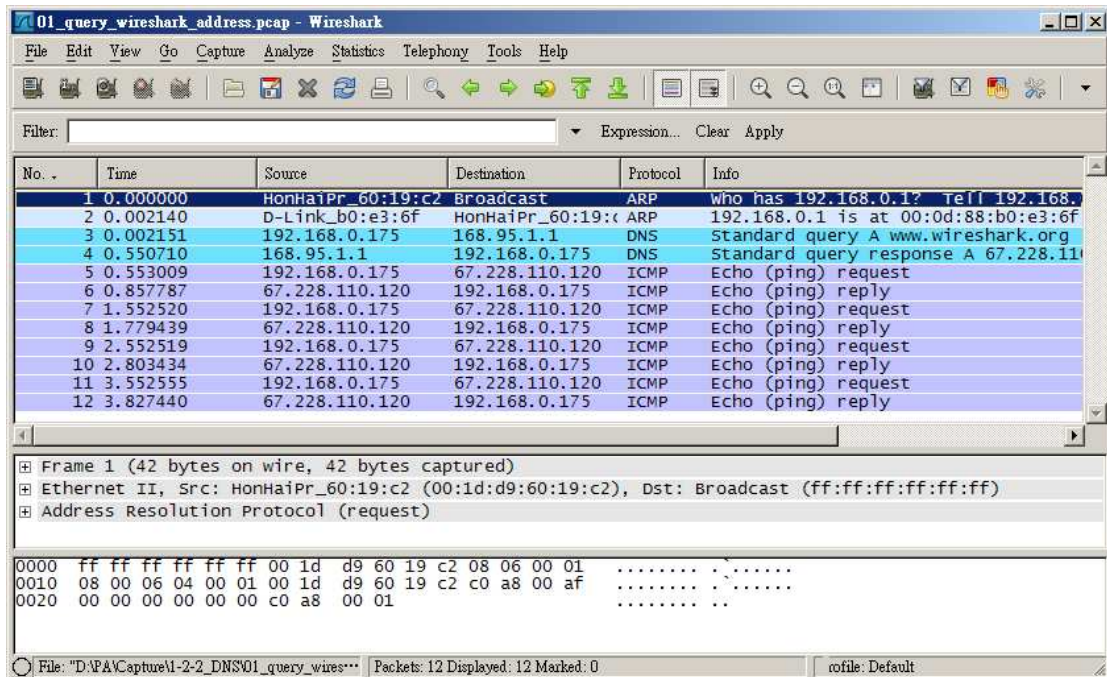 01_query_wireshark_address.pcap - Wireshark
File Edit View Go Capture Analyze Statistics Telephony Tools Help
Filter: Expression... Clear Apply
No. Time Source Destination Protocol Info
1 0.000000 HonHaiPr_60:19:c2 Broadcast ARP Who has 192.168.0.1? Tell 192.168.
2 0.002140 D-Link_b0:e3:6f HonHaiPr_60:19:c ARP 192.168.0.1 is at 00:0d:88:b0:e3:6f
3 0.002151 192.168.0.175 168.95.1.1 DNS Standard query A www.wireshark.org
4 0.550710 168.95.1.1 192.168.0.175 DNS Standard query response A 67.228.110
5 0.553009 192.168.0.175 67.228.110.120 ICMP Echo (ping) request
6 0.857787 67.228.110.120 192.168.0.175 ICMP Echo (ping) reply
7 1.552520 192.168.0.175 67.228.110.120 ICMP Echo (ping) request
8 1.779439 67.228.110.120 192.168.0.175 ICMP Echo (ping) reply
9 2.552519 192.168.0.175 67.228.110.120 ICMP Echo (ping) request
10 2.803434 67.228.110.120 192.168.0.175 ICMP Echo (ping) reply
11 3.552555 192.168.0.175 67.228.110.120 ICMP Echo (ping) request
12 3.827440 67.228.110.120 192.168.0.175 ICMP Echo (ping) reply
Frame 1 (42 bytes on wire, 42 bytes captured)
Ethernet II, Src: HonHaiPr_60:19:c2 (00:1d:d9:60:19:c2), Dst: Broadcast (ff:ff:ff:ff:ff:ff)
Address Resolution Protocol (request)
0000 ff ff ff ff ff ff 00 1d d9 60 19 c2 08 06 00 01 ........ .`......
0010 08 00 06 04 00 01 00 1d d9 60 19 c2 c0 a8 00 af ........ .`......
0020 00 00 00 00 00 00 c0 a8 00 01 ........ ..
File: "D:\PA\Capture\1-2-2_DNS\01_query_wires... Packets: 12 Displayed: 12 Marked: 0 rofile: Default